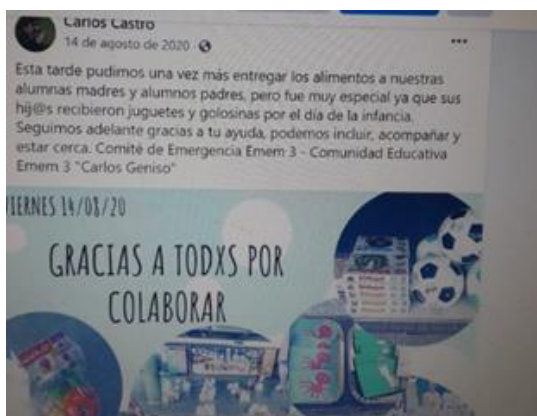 Carlos Castro
14 de agosto de 2020
Esta tarde pudimos una vez más entregar los alimentos a nuestras
alumnas madres y alumnos padres, pero fue muy especial ya que sus
hij@s recibieron juguetes y golosinas por el día de la infancia.
Seguimos adelante gracias a tu ayuda, podemos incluir, acompañar y
estar cerca. Comité de Emergencia Emem 3 - Comunidad Educativa
Emem 3 "Carlos Geniso"
VIERNES 14/08/20
GRACIAS A TODXS POR
COLABORAR